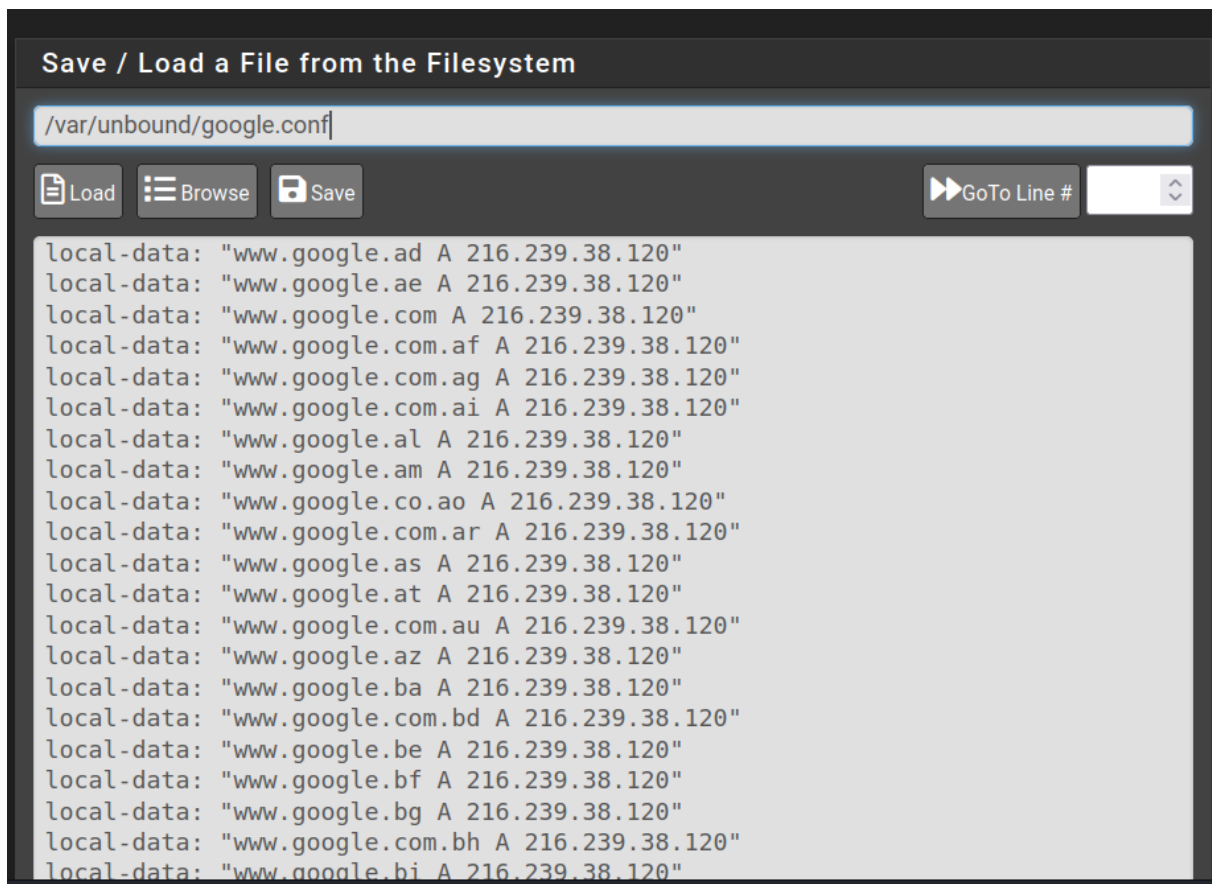 Save / Load a File from the Filesystem
/var/unbound/google.conf
Load Browse Save GoTo Line #
local-data: "www.google.ad A 216.239.38.120"
local-data: "www.google.ae A 216.239.38.120"
local-data: "www.google.com A 216.239.38.120"
local-data: "www.google.com.af A 216.239.38.120"
local-data: "www.google.com.ag A 216.239.38.120"
local-data: "www.google.com.ai A 216.239.38.120"
local-data: "www.google.al A 216.239.38.120"
local-data: "www.google.am A 216.239.38.120"
local-data: "www.google.co.ao A 216.239.38.120"
local-data: "www.google.com.ar A 216.239.38.120"
local-data: "www.google.as A 216.239.38.120"
local-data: "www.google.at A 216.239.38.120"
local-data: "www.google.com.au A 216.239.38.120"
local-data: "www.google.az A 216.239.38.120"
local-data: "www.google.ba A 216.239.38.120"
local-data: "www.google.com.bd A 216.239.38.120"
local-data: "www.google.be A 216.239.38.120"
local-data: "www.google.bf A 216.239.38.120"
local-data: "www.google.bg A 216.239.38.120"
local-data: "www.google.com.bh A 216.239.38.120"
local-data: "www.google.bi A 216.239.38.120"